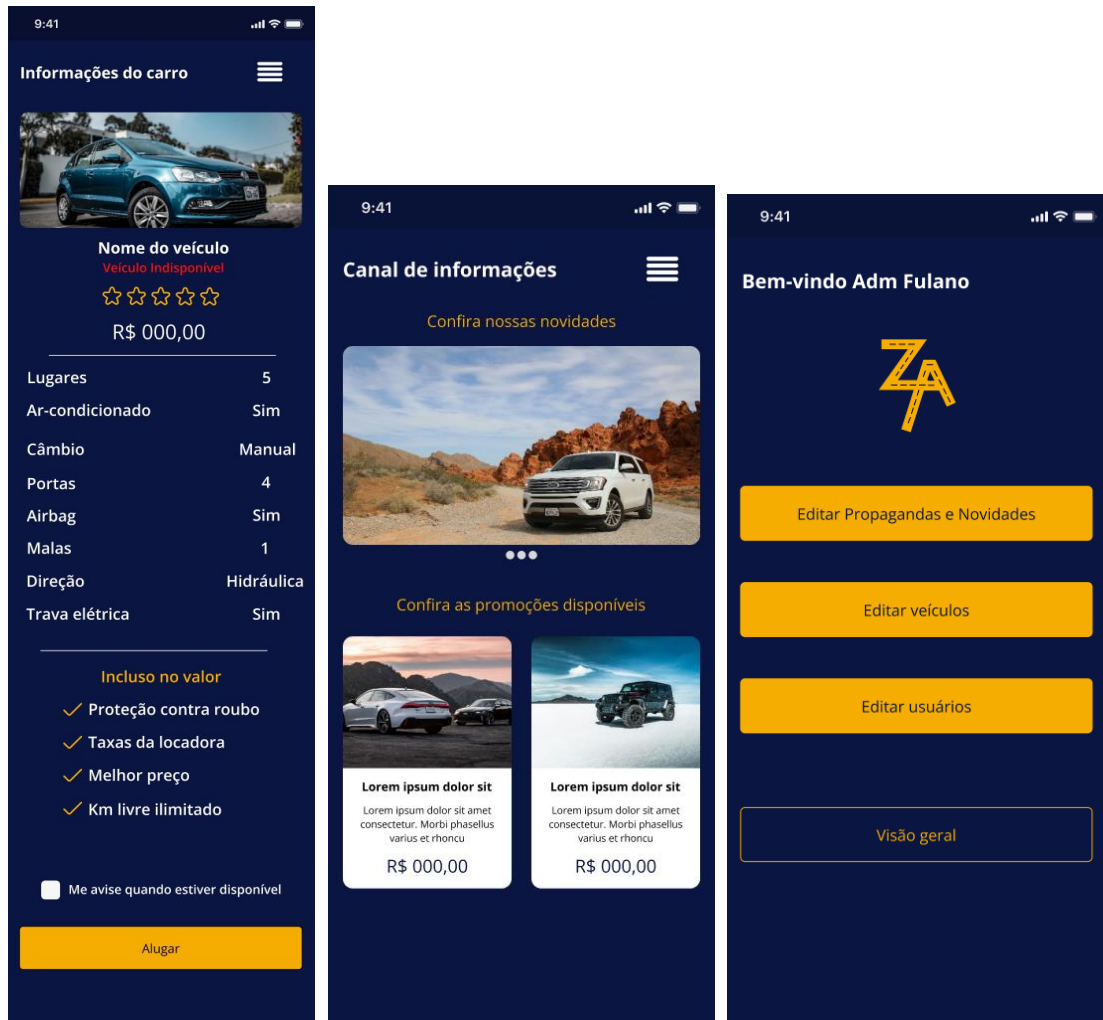 9:41
Informações do carro
Nome do veículo
Veículo Indisponível
R$ 000,00
Lugares 5
Ar-condicionado Sim
Câmbio Manual
Portas 4
Airbag Sim
Malas 1
Direção Hidráulica
Trava elétrica Sim
Incluso no valor
Proteção contra roubo
Taxas da locadora
Melhor preço
Km livre ilimitado
Me avise quando estiver disponível
Alugar
9:41
Canal de informações
Confira nossas novidades
Confira as promoções disponíveis
Lorem ipsum dolor sit
Lorem ipsum dolor sit amet
consectetur. Morbi phasellus
varius et rhoncu
R$ 000,00
Lorem ipsum dolor sit
Lorem ipsum dolor sit amet
consectetur. Morbi phasellus
varius et rhoncu
R$ 000,00
9:41
Bem-vindo Adm Fulano
ZA
Editar Propagandas e Novidades
Editar veículos
Editar usuários
Visão geral